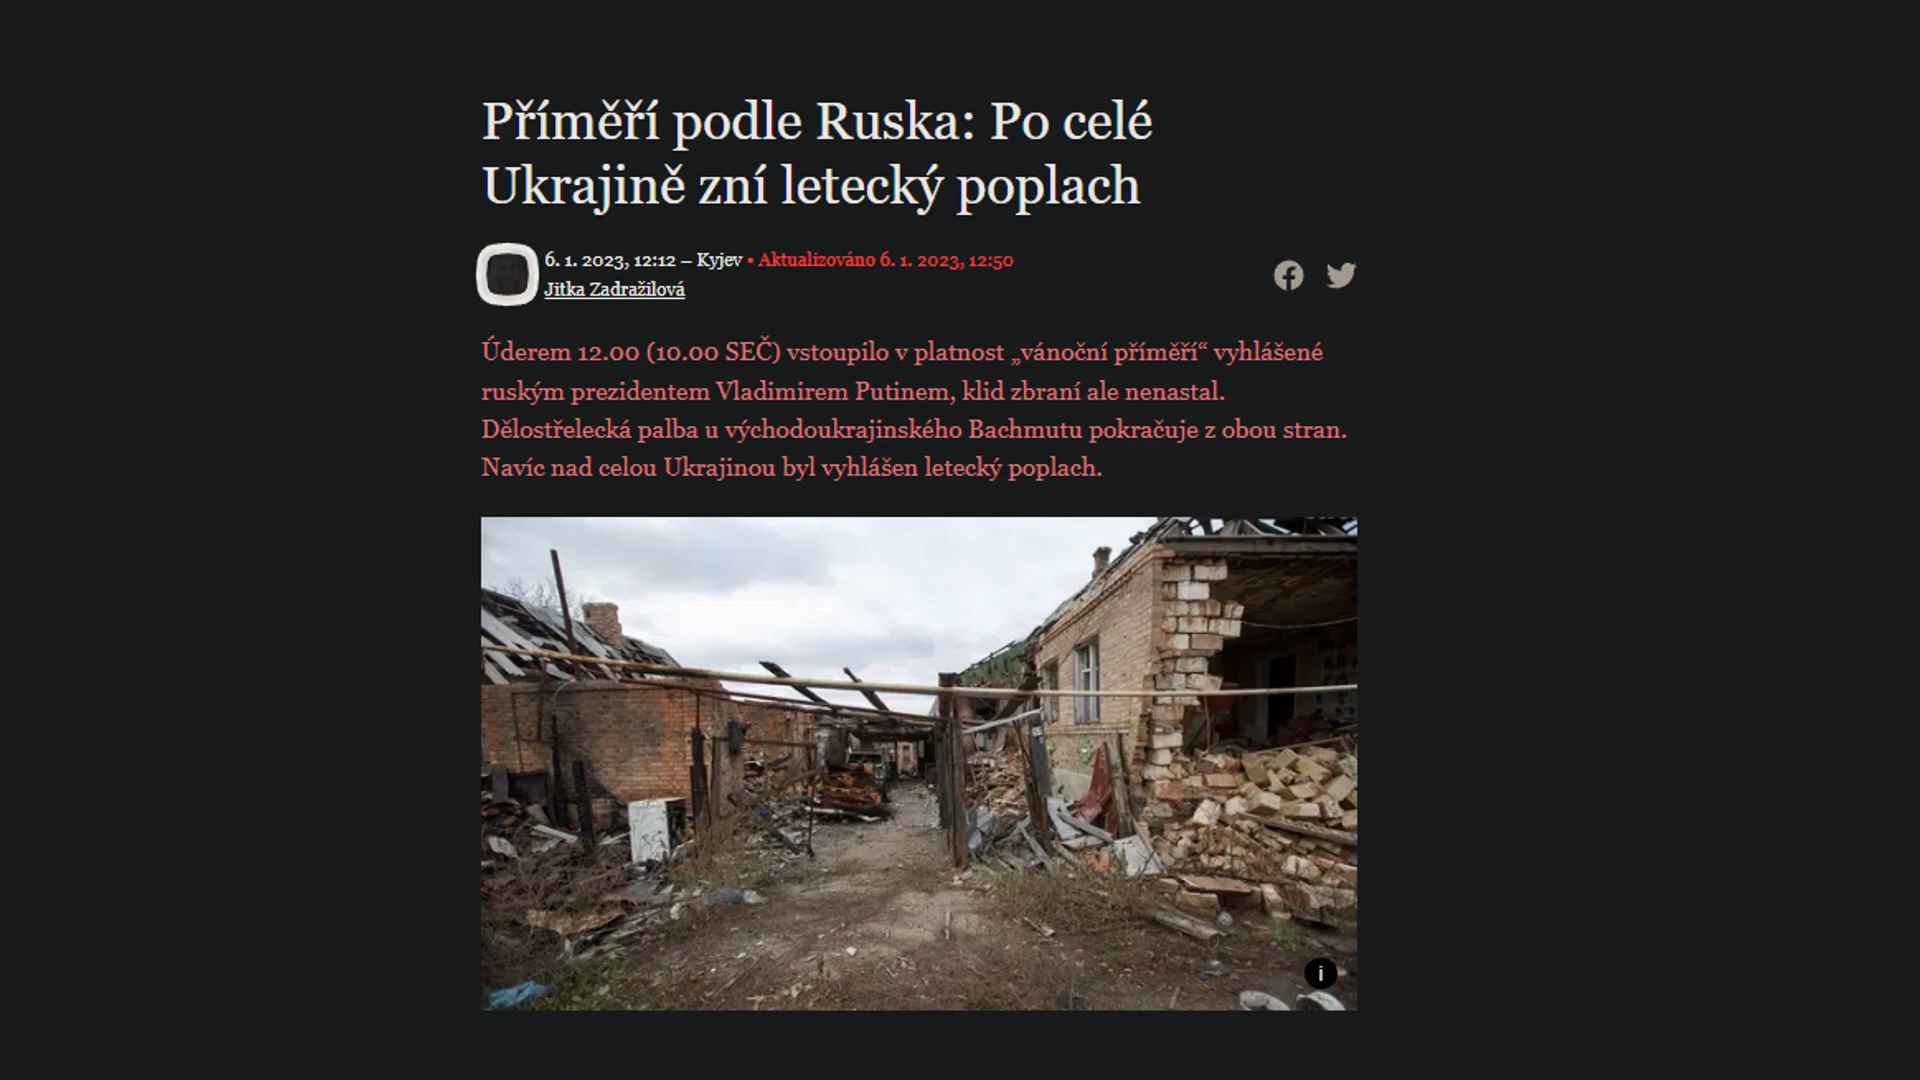 Příměří podle Ruska: Po celé
Ukrajině zní letecký poplach
6. 1. 2023, 12:12 – Kyjev • Aktualizováno 6. 1. 2023, 12:50
Jitka Zadražilová
Úderem 12.00 (10.00 SEČ) vstoupilo v platnost „vánoční příměří“ vyhlášené
ruským prezidentem Vladimirem Putinem, klid zbraní ale nenastal.
Dělostřelecká palba u východoukrajinského Bachmutu pokračuje z obou stran.
Navíc nad celou Ukrajinou byl vyhlášen letecký poplach.
i